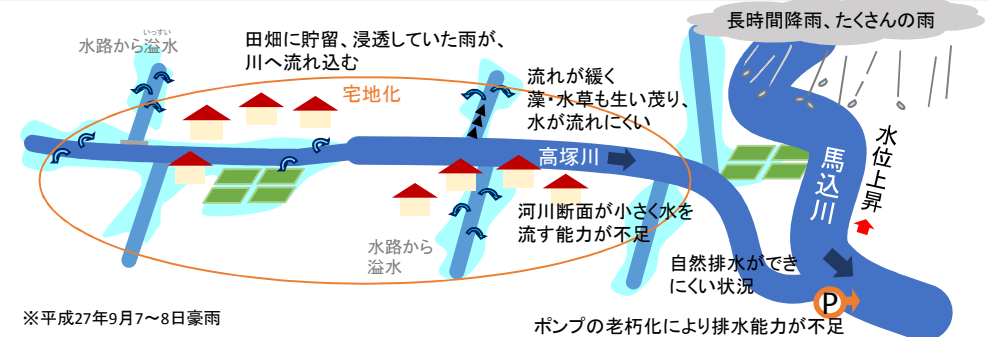 長時間降雨、たくさんの雨
いっすい
水路から溢水
田畑に貯留、浸透していた雨が、
川へ流れ込む
宅地化
流れが緩く
藻・水草も生い茂り、
水が流れにくい
高塚川
馬込川
水位上昇
河川断面が小さく水を
流す能力が不足
水路から
溢水
自然排水ができ
にくい状況
P
ポンプの老朽化により排水能力が不足
※平成27年9月7～8日豪雨